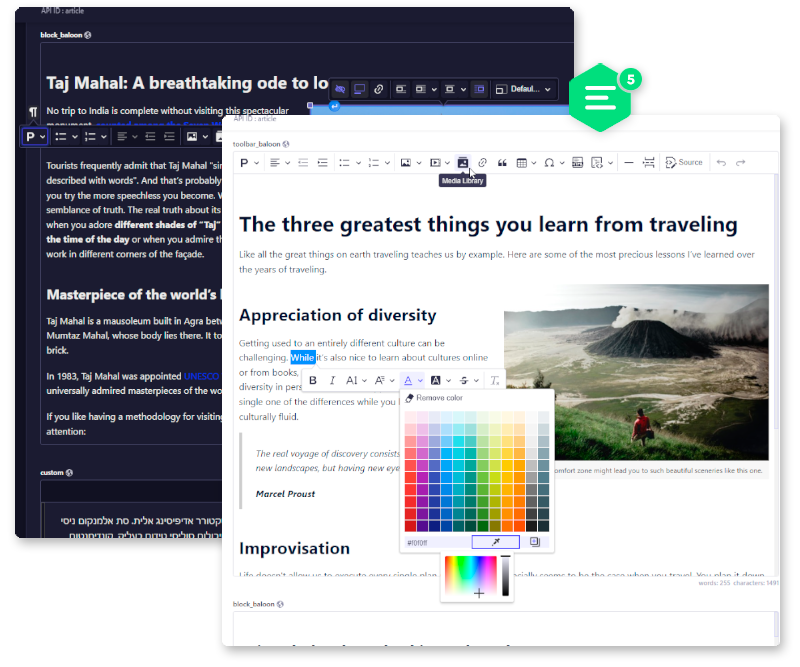 API ID : article
block_baloon
Taj Mahal: A breathtaking ode to lo
Defaul...
No trip to India is complete without visiting this spectacular
P
Tourists frequently admit that Taj Mahal "si
described with words". And that's probably
you try the more speechless you become. W
semblance of truth. The real truth about its
when you adore different shades of "Taj"
the time of the day or when you admire th
work in different corners of the façade.
Masterpiece of the world's
Taj Mahal is a mausoleum built in Agra betw
Mumtaz Mahal, whose body lies there. It to
brick.
In 1983, Taj Mahal was appointed UNESCO
universally admired masterpieces of the wo
If you like having a methodology for visiting
attention:
custom
קטורר אדיפיסינג אלית. סת אלמנקום ניסי
5
API ID : article
toolbar_baloon
P
Source
Media Library
The three greatest things you learn from traveling
Like all the great things on earth traveling teaches us by example. Here are some of the most precious lessons I've learned over
the years of traveling.
Appreciation of diversity
Getting used to an entirely different culture can be
challenging. While it's also nice to learn about cultures online
or from books,
diversity in pers
single one of the differences while you
culturally fluid.
B I AI A A A S
Remove color
#f0f0ff
The real voyage of discovery consists
new landscapes, but having new eye
Marcel Proust
omfort zone might lead you to such beautiful sceneries like this one.
Improvisation
Life doesn't allow us to execute every single plan
ecially seems to be the case when you travel. You plan it down
words: 255 characters: 1491
block_baloon